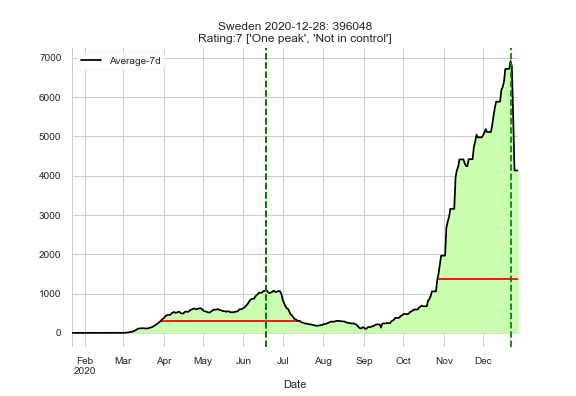 Sweden 2020-12-28: 396048
Rating:7 ['One peak', 'Not in control']
Average-7d
7000
6000
5000
4000
3000
2000
1000
0
Feb Mar Apr May Jun Jul Aug Sep Oct Nov Dec
2020
Date